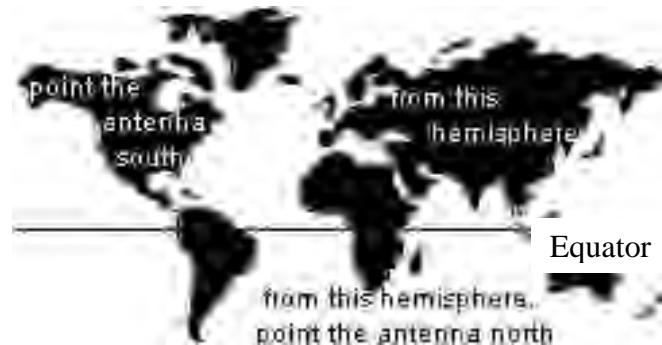 point the
antenna
south
from this
hemisphere
Equator
from this hemisphere.
point the antenna north